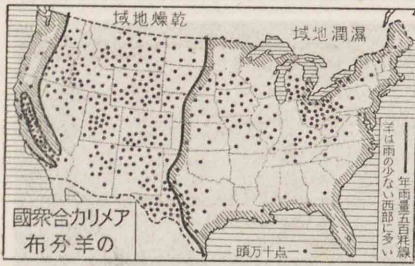 域地燥乾
域地潤濕
國衆合カリメア
布分羊の
頭万十点一
年雨量五百粍線
羊は雨の少ない西部に多い